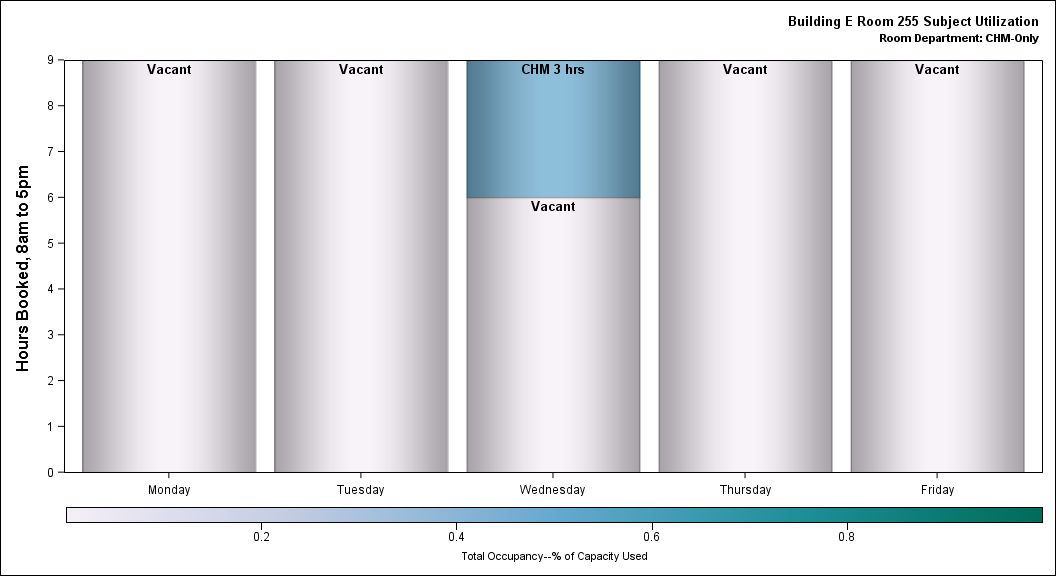 Building E Room 255 Subject Utilization
Room Department: CHM-Only
Hours Booked, 8am to 5pm
9
8
7
6
5
4
3
2
1
0
Vacant
Vacant
CHM 3 hrs
Vacant
Vacant
Vacant
Monday
Tuesday
Wednesday
Thursday
Friday
0.2
0.4
0.6
0.8
Total Occupancy--% of Capacity Used